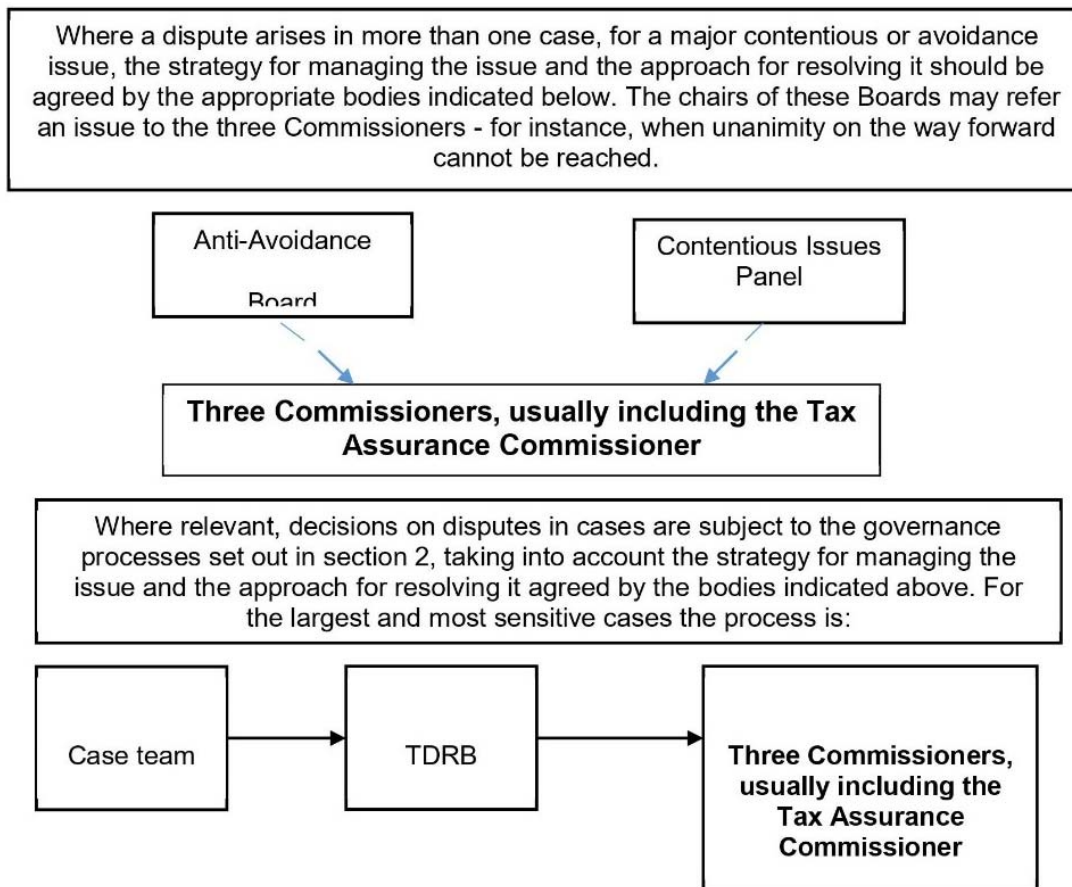 Where a dispute arises in more than one case, for a major contentious or avoidance
issue, the strategy for managing the issue and the approach for resolving it should be
agreed by the appropriate bodies indicated below. The chairs of these Boards may refer
an issue to the three Commissioners - for instance, when unanimity on the way forward
cannot be reached.
Anti-Avoidance
Board
Contentious Issues
Panel
Three Commissioners, usually including the Tax
Assurance Commissioner
Where relevant, decisions on disputes in cases are subject to the governance
processes set out in section 2, taking into account the strategy for managing the
issue and the approach for resolving it agreed by the bodies indicated above. For
the largest and most sensitive cases the process is:
Case team
TDRB
Three Commissioners,
usually including the
Tax Assurance
Commissioner